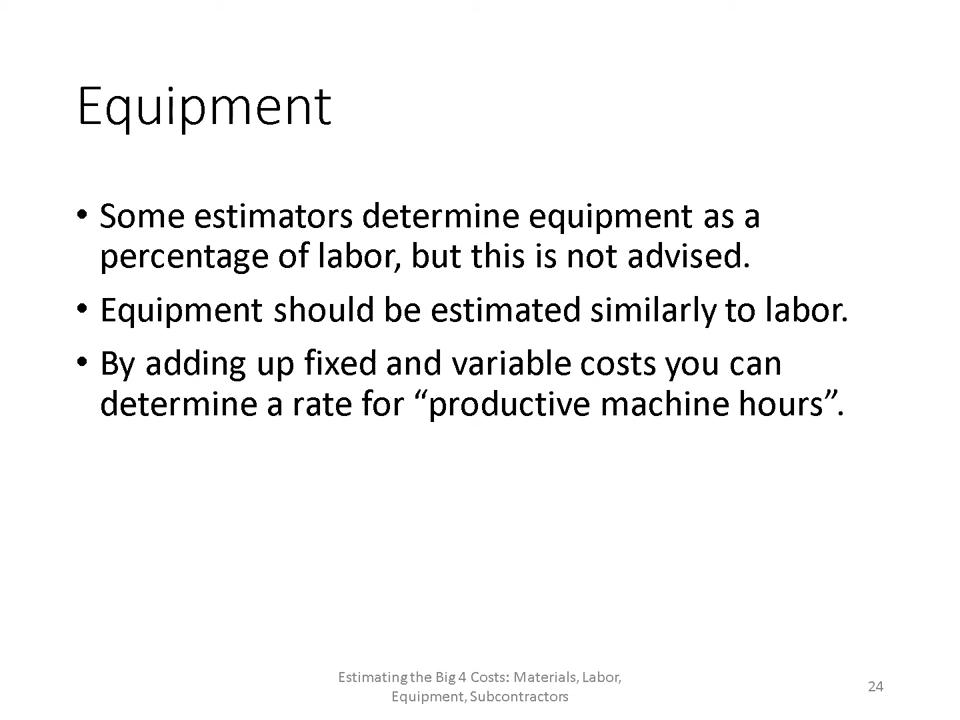 Equipment
• Some estimators determine equipment as a
percentage of labor, but this is not advised.
• Equipment should be estimated similarly to labor.
• By adding up fixed and variable costs you can
determine a rate for “productive machine hours”.
Estimating the Big 4 Costs: Materials, Labor,
Equipment, Subcontractors
24